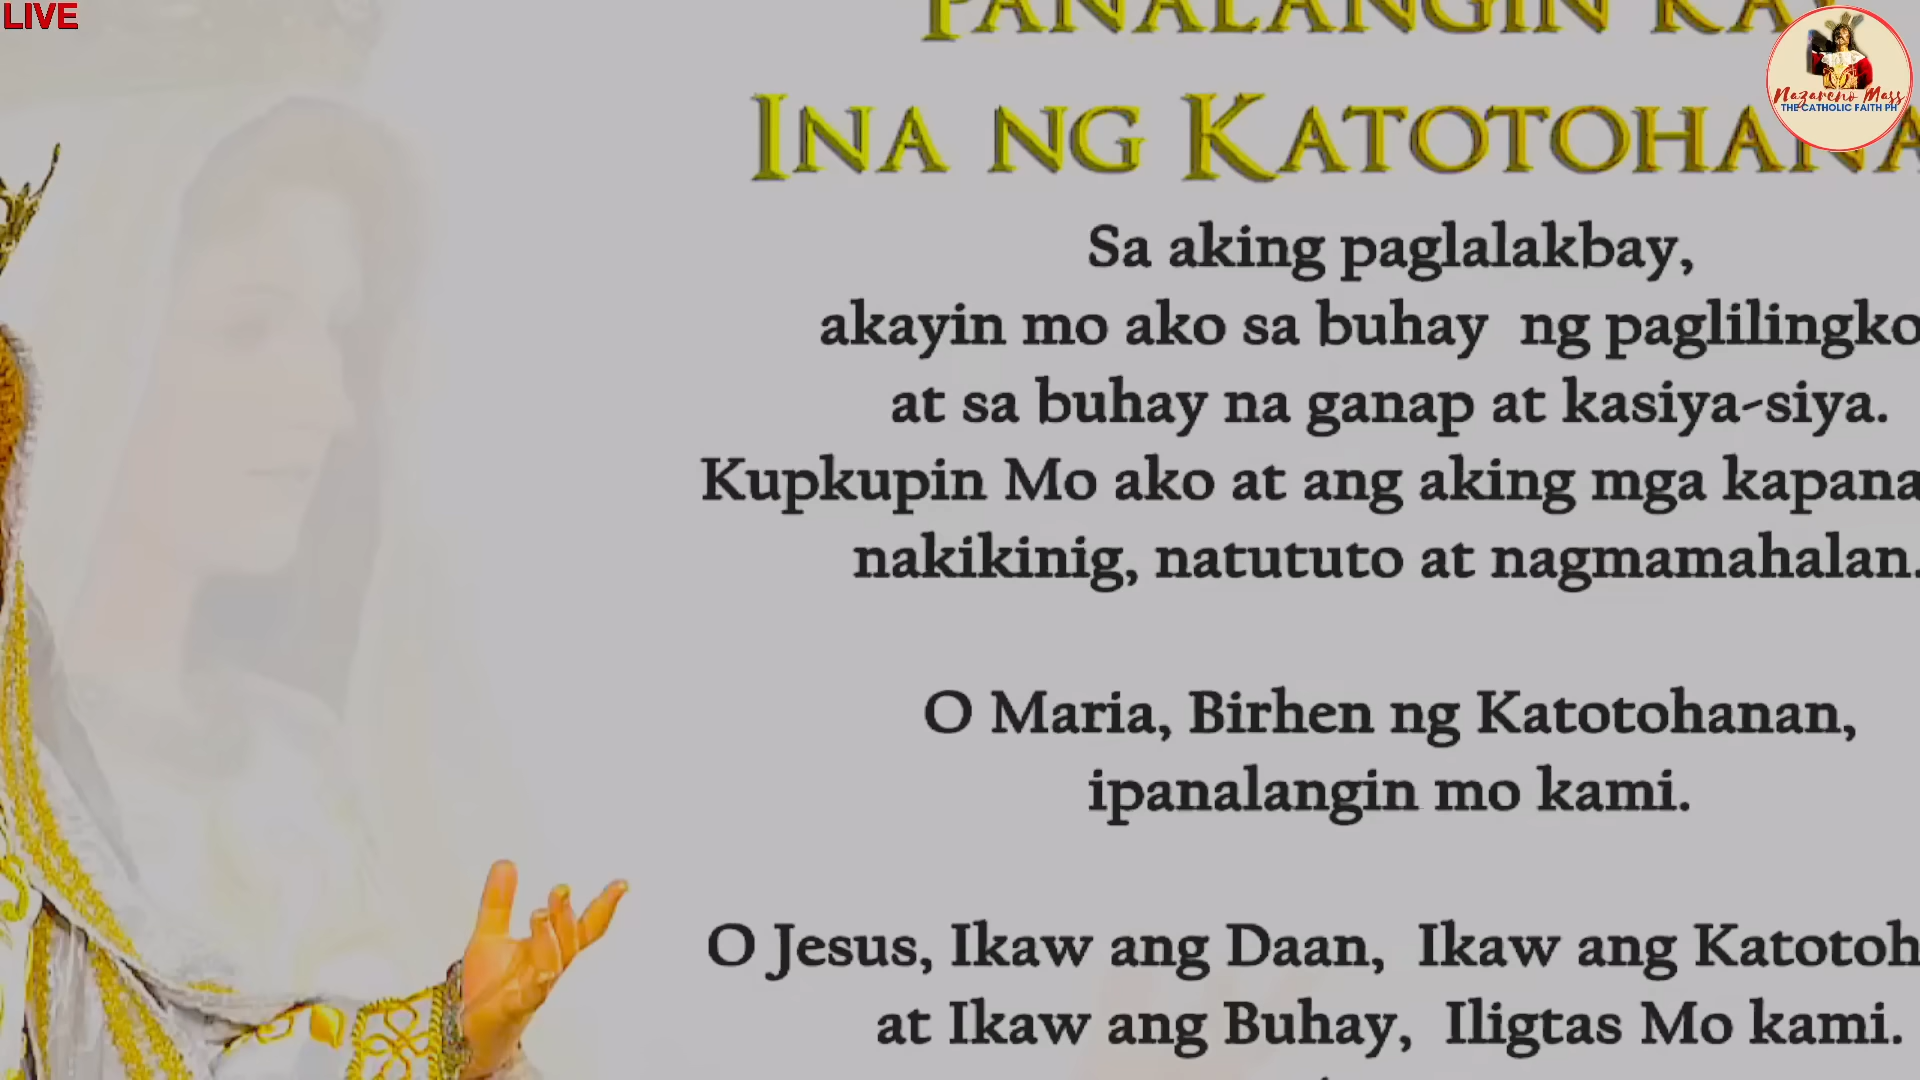 LIVE
PANALANGIN KAY
INA NG KATOTOHANA
Nazareno Mass
THE CATHOLIC FAITH PH
Sa aking paglalakbay,
akayin mo ako sa buhay ng paglilingko
at sa buhay na ganap at kasiya-siya.
Kupkupin Mo ako at ang aking mga kapana
nakikinig, natututo at nagmamahalan.
O Maria, Birhen ng Katotohanan,
ipanalangin mo kami.
O Jesus, Ikaw ang Daan, Ikaw ang Katotoh
at Ikaw ang Buhay, Iligtas Mo kami.